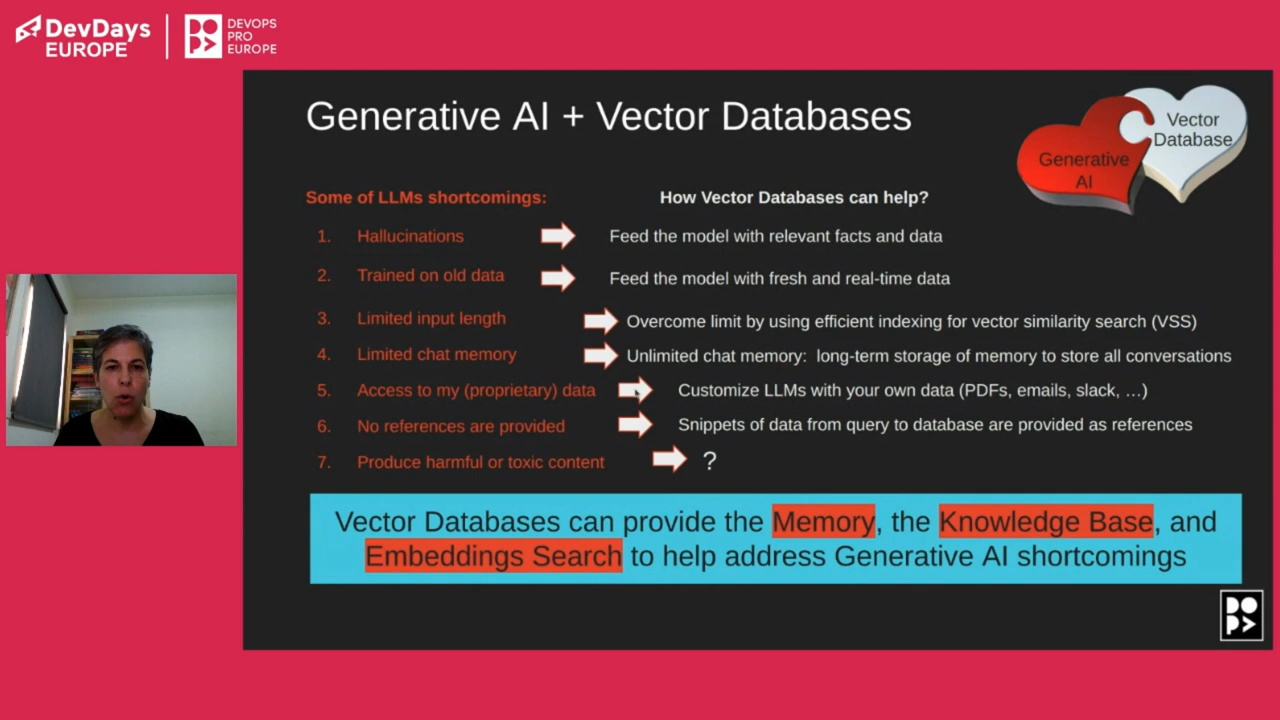 DevDays
EUROPE
DEVOPS
PRO
EUROPE
Generative AI + Vector Databases
Generative
AI
Vector
Database
Some of LLMs shortcomings:
How Vector Databases can help?
1. Hallucinations
Feed the model with relevant facts and data
2. Trained on old data
Feed the model with fresh and real-time data
3. Limited input length
Overcome limit by using efficient indexing for vector similarity search (VSS)
4. Limited chat memory
Unlimited chat memory: long-term storage of memory to store all conversations
5. Access to my (proprietary) data
Customize LLMs with your own data (PDFs, emails, slack, …)
6. No references are provided
Snippets of data from query to database are provided as references
7. Produce harmful or toxic content
?
Vector Databases can provide the Memory, the Knowledge Base, and
Embeddings Search to help address Generative AI shortcomings